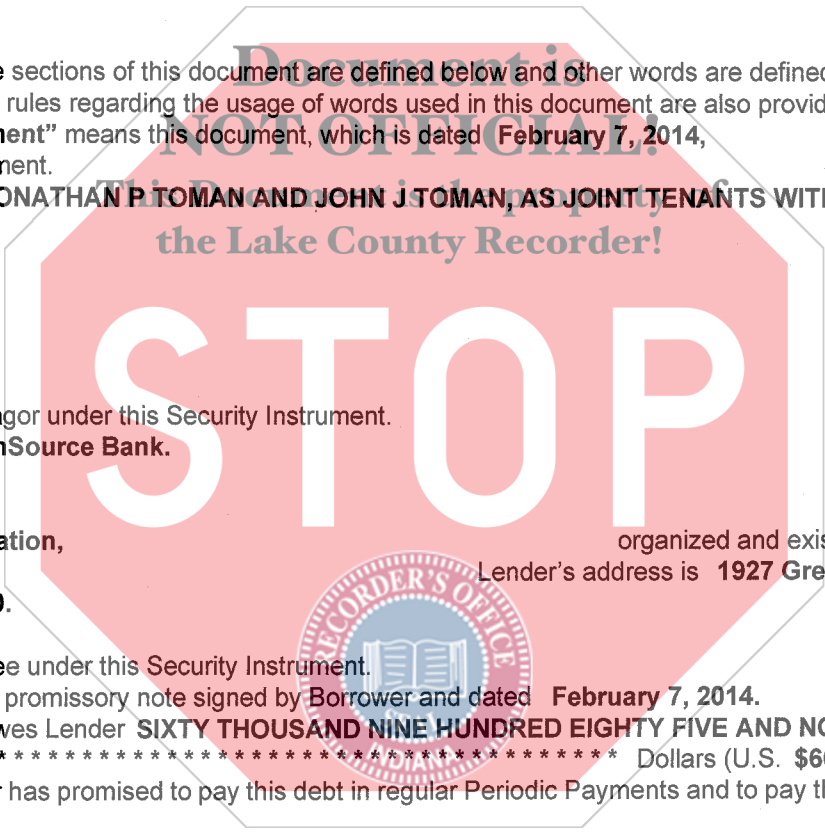 Document is
e sections of this document are defined below and other words are defined
rules regarding the usage of words used in this document are also provid
NOT OFFICIAL!
ment" means this document, which is dated February 7, 2014,
ment.
This Document is the property of
ONATHAN P TOMAN AND JOHN J TOMAN, AS JOINT TENANTS WITH
the Lake County Recorder!
STOP
gor under this Security Instrument.
nSource Bank.
ation, organized and exis
Lender's address is 1927 Gre
RECORDER'S OFFICE
0.
ee under this Security Instrument.
promissory note signed by Borrower and dated February 7, 2014.
SEAL
wes Lender SIXTY THOUSAND NINE HUNDRED EIGHTY FIVE AND NO
INDIANA
* * * * * * * * * * * * * * * * * * * * * * * * * * * * * * * * * * * * Dollars (U.S. $60
r has promised to pay this debt in regular Periodic Payments and to pay th